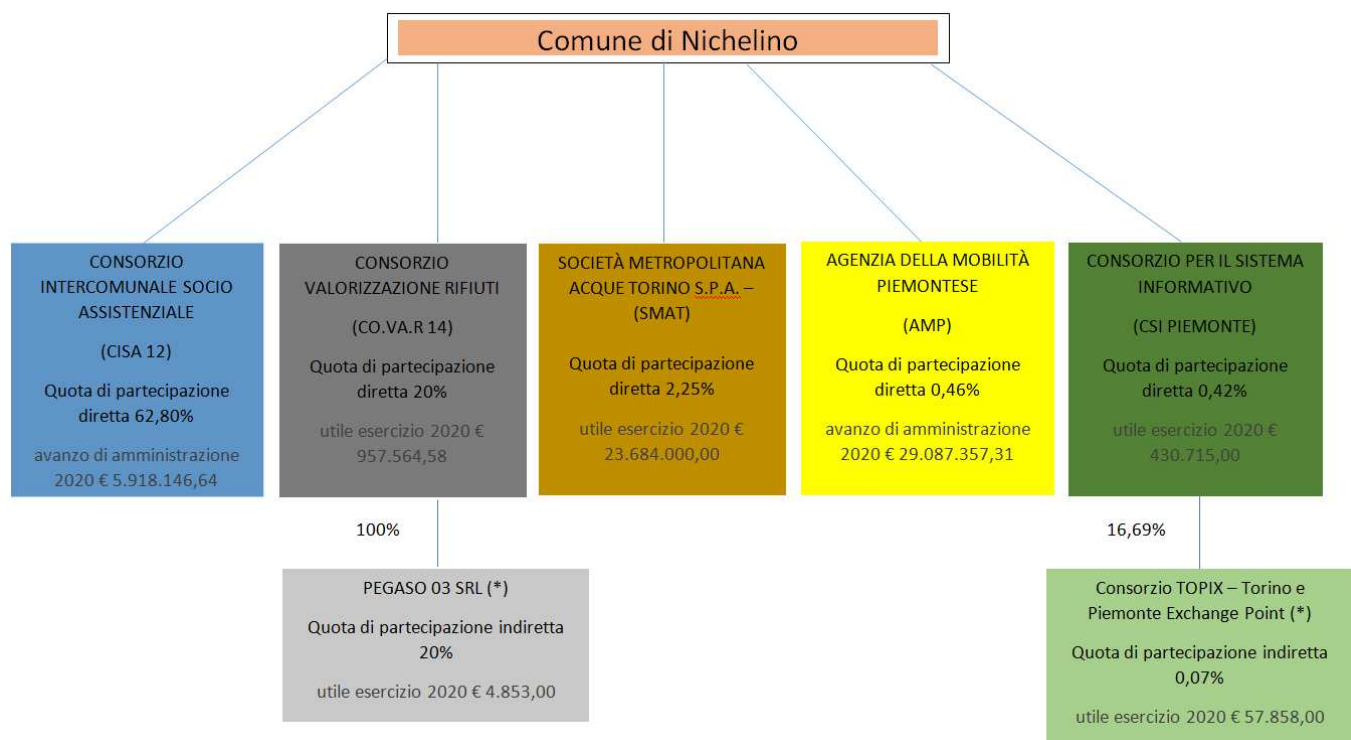 Comune di Nichelino
CONSORZIO
INTERCOMUNALE SOCIO
ASSISTENZIALE
(CISA 12)
Quota di partecipazione
diretta 62,80%
avanzo di amministrazione
2020 € 5.918.146,64
CONSORZIO
VALORIZZAZIONE RIFIUTI
(CO.VA.R 14)
Quota di partecipazione
diretta 20%
utile esercizio 2020 €
957.564,58
SOCIETÀ METROPOLITANA
ACQUE TORINO S.P.A. –
(SMAT)
Quota di partecipazione
diretta 2,25%
utile esercizio 2020 €
23.684.000,00
AGENZIA DELLA MOBILITÀ
PIEMONTESE
(AMP)
Quota di partecipazione
diretta 0,46%
avanzo di amministrazione
2020 € 29.087.357,31
CONSORZIO PER IL SISTEMA
INFORMATIVO
(CSI PIEMONTE)
Quota di partecipazione
diretta 0,42%
utile esercizio 2020 €
430.715,00
100%
16,69%
PEGASO 03 SRL (*)
Quota di partecipazione indiretta
20%
utile esercizio 2020 € 4.853,00
Consorzio TOPIX – Torino e
Piemonte Exchange Point (*)
Quota di partecipazione indiretta
0,07%
utile esercizio 2020 € 57.858,00